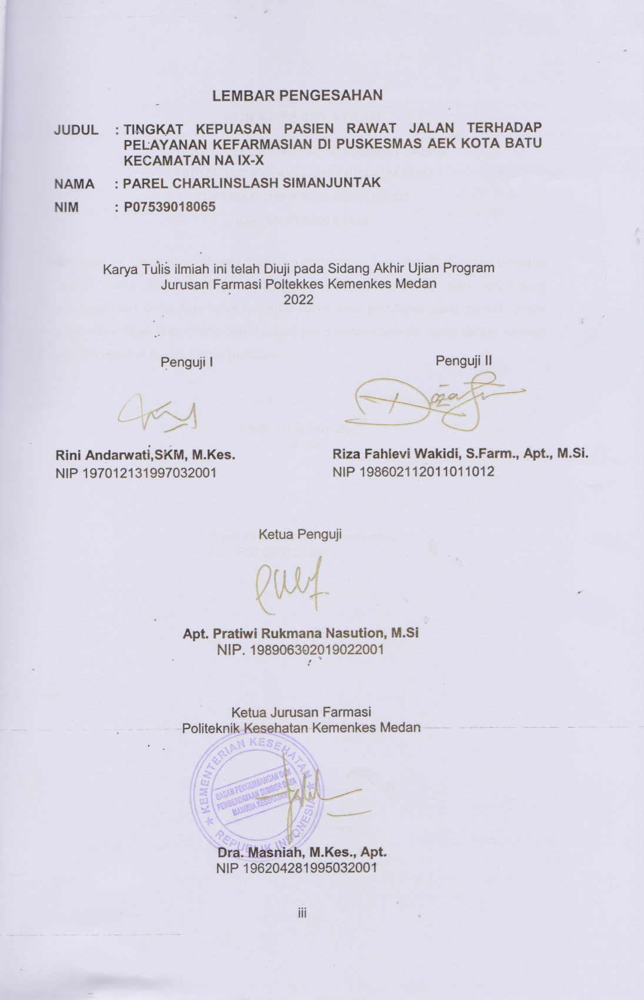 LEMBAR PENGESAHAN
JUDUL : TINGKAT KEPUASAN PASIEN RAWAT JALAN TERHADAP
PELAYANAN KEFARMASIAN DI PUSKESMAS AEK KOTA BATU
KECAMATAN NA IX-X
NAMA : PAREL CHARLINSLASH SIMANJUNTAK
NIM : P07539018065
Karya Tulis ilmiah ini telah Diuji pada Sidang Akhir Ujian Program
Jurusan Farmasi Poltekkes Kemenkes Medan
2022
Penguji I
Rini Andarwati,SKM, M.Kes.
NIP 197012131997032001
Penguji II
Riza Fahlevi Wakidi, S.Farm., Apt., M.Si.
NIP 198602112011011012
Ketua Penguji
Apt. Pratiwi Rukmana Nasution, M.Si
NIP. 198906302019022001
Ketua Jurusan Farmasi
Politeknik Kesehatan Kemenkes Medan
KEMENTERIAN KESEHATAN
BADAN PENGEMBANGAN DAN
PEMBERDAYAAN SUMBER DAYA
MANUSIA KESEHATAN
REPUBLIK INDONESIA
Dra. Masniah, M.Kes., Apt.
NIP 196204281995032001
iii